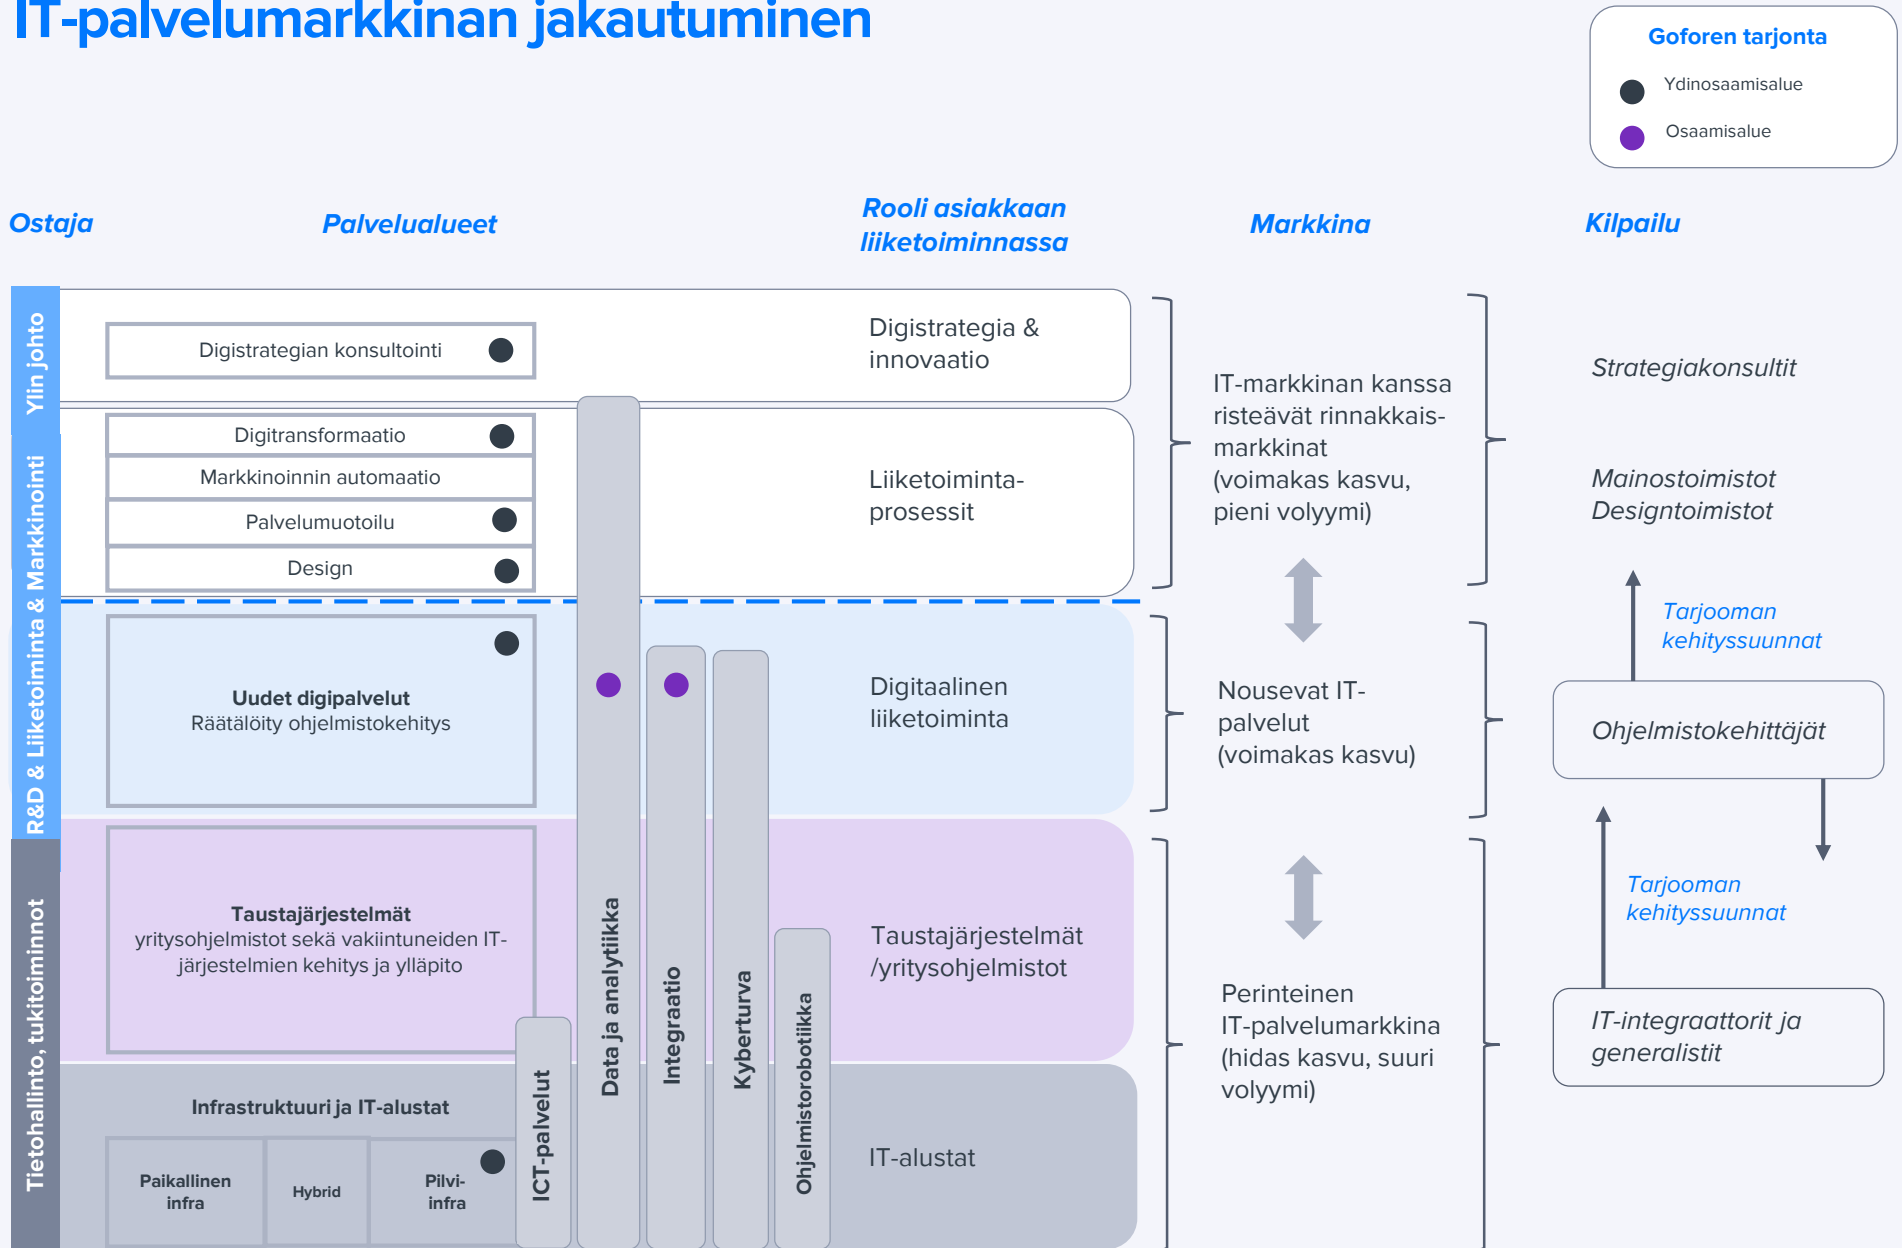 IT-palvelumarkkinan jakautuminen
Goforen tarjonta
Ydinosaamisalue
Osaamisalue
Ostaja
Palvelualueet
Rooli asiakkaan
liiketoiminnassa
Markkina
Kilpailu
Ylin johto
R&D & Liiketoiminta & Markkinointi
Tietohallinto, tukitoiminnot
Digistrategian konsultointi
Digitransformaatio
Markkinoinnin automaatio
Palvelumuotoilu
Design
Uudet digipalvelut
Räätälöity ohjelmistokehitys
Taustajärjestelmät
yritysohjelmistot sekä vakiintuneiden IT-
järjestelmien kehitys ja ylläpito
Infrastruktuuri ja IT-alustat
Paikallinen
infra
Hybrid
Pilvi-
infra
ICT-palvelut
Data ja analytiikka
Integraatio
Kyberturva
Ohjelmistorobotiikka
Digistrategia &
innovaatio
Liiketoiminta-
prosessit
Digitaalinen
liiketoiminta
Taustajärjestelmät
/yritysohjelmistot
IT-alustat
IT-markkinan kanssa
risteävät rinnakkais-
markkinat
(voimakas kasvu,
pieni volyymi)
Nousevat IT-
palvelut
(voimakas kasvu)
Perinteinen
IT-palvelumarkkina
(hidas kasvu, suuri
volyymi)
Strategiakonsultit
Mainostoimistot
Designtoimistot
Tarjooman
kehityssuunnat
Ohjelmistokehittäjät
Tarjooman
kehityssuunnat
IT-integraattorit ja
generalistit